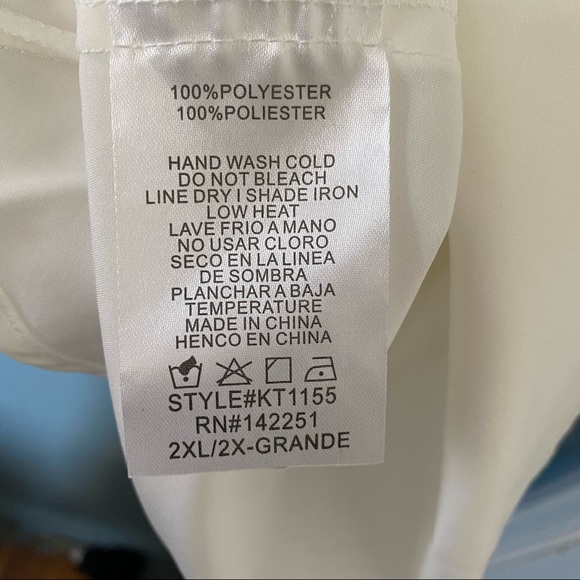 100%POLYESTER
100%POLIESTER
HAND WASH COLD
DO NOT BLEACH
LINE DRY I SHADE IRON
LOW HEAT
LAVE FRIO A MANO
NO USAR CLORO
SECO EN LA LINEA
DE SOMBRA
PLANCHAR A BAJA
TEMPERATURE
MADE IN CHINA
HENCO EN CHINA
STYLE#KT1155
RN#142251
2XL/2X-GRANDE